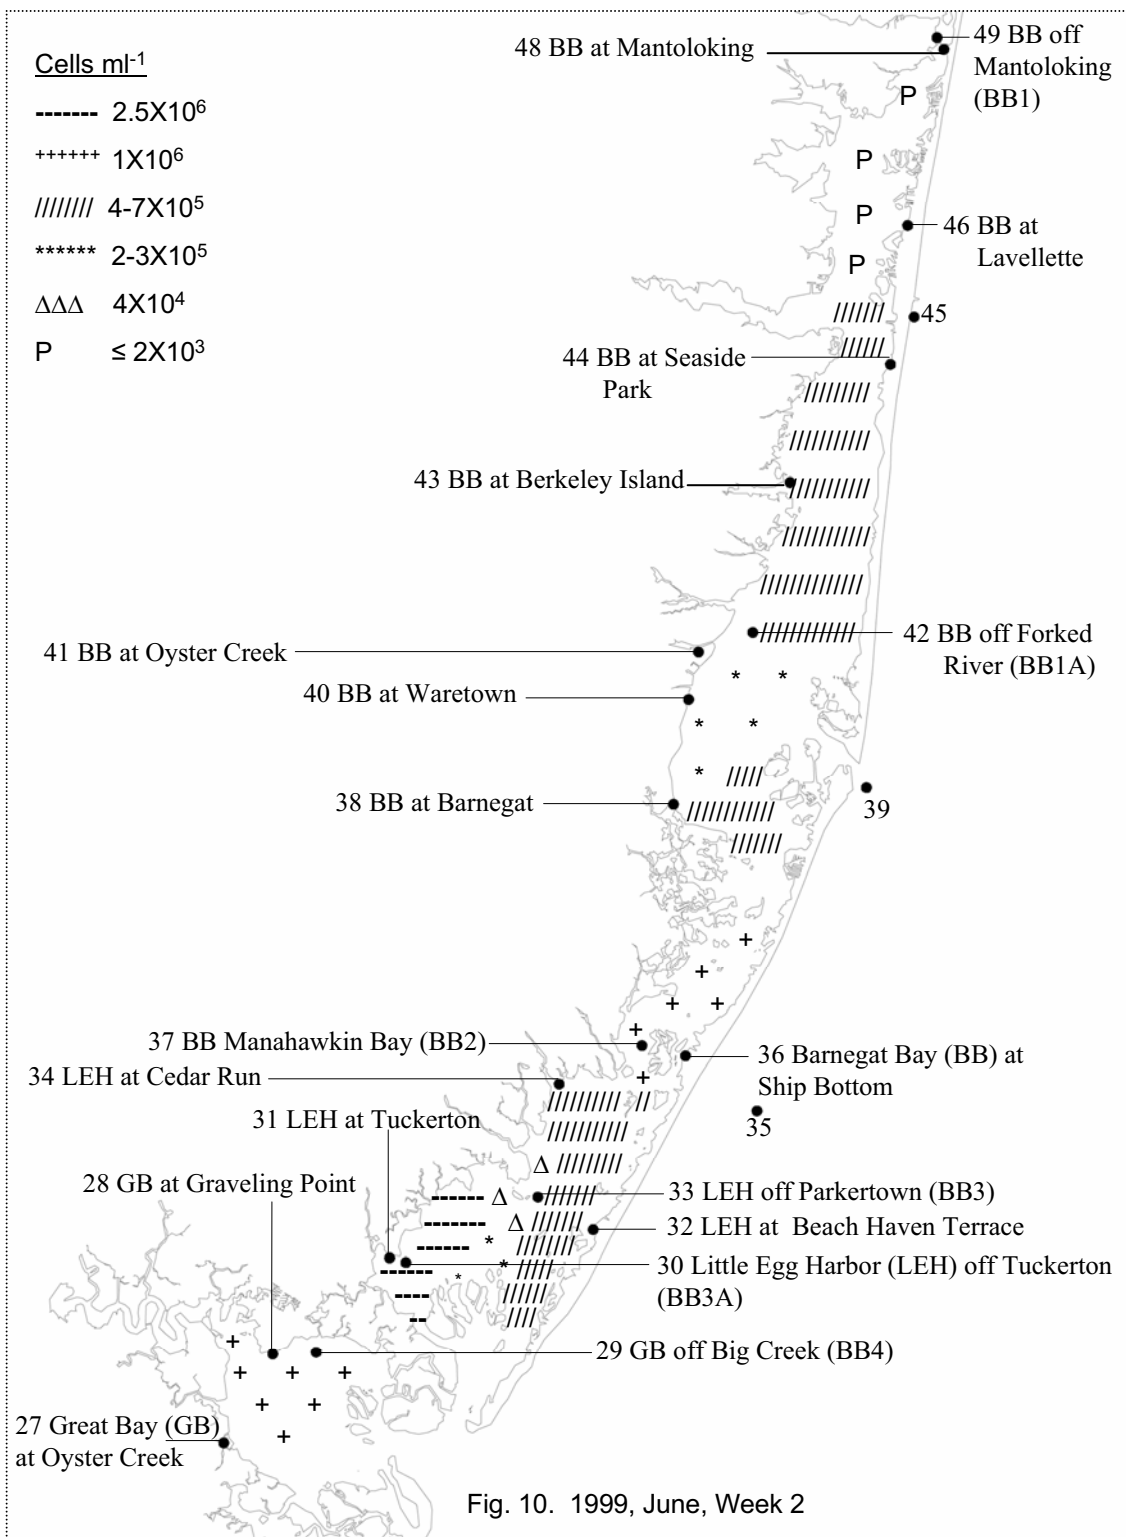 Cells ml-1
------- 2.5X106
++++++ 1X106
//////// 4-7X105
****** 2-3X105
ΔΔΔ 4X104
P ≤ 2X103
48 BB at Mantoloking
49 BB off
Mantoloking
(BB1)
P
P
P
46 BB at
Lavellette
P
45
44 BB at Seaside
Park
43 BB at Berkeley Island
42 BB off Forked
River (BB1A)
41 BB at Oyster Creek
40 BB at Waretown
38 BB at Barnegat
39
37 BB Manahawkin Bay (BB2)
36 Barnegat Bay (BB) at
Ship Bottom
34 LEH at Cedar Run
35
31 LEH at Tuckerton
28 GB at Graveling Point
33 LEH off Parkertown (BB3)
32 LEH at Beach Haven Terrace
30 Little Egg Harbor (LEH) off Tuckerton
(BB3A)
29 GB off Big Creek (BB4)
27 Great Bay (GB)
at Oyster Creek
Fig. 10. 1999, June, Week 2